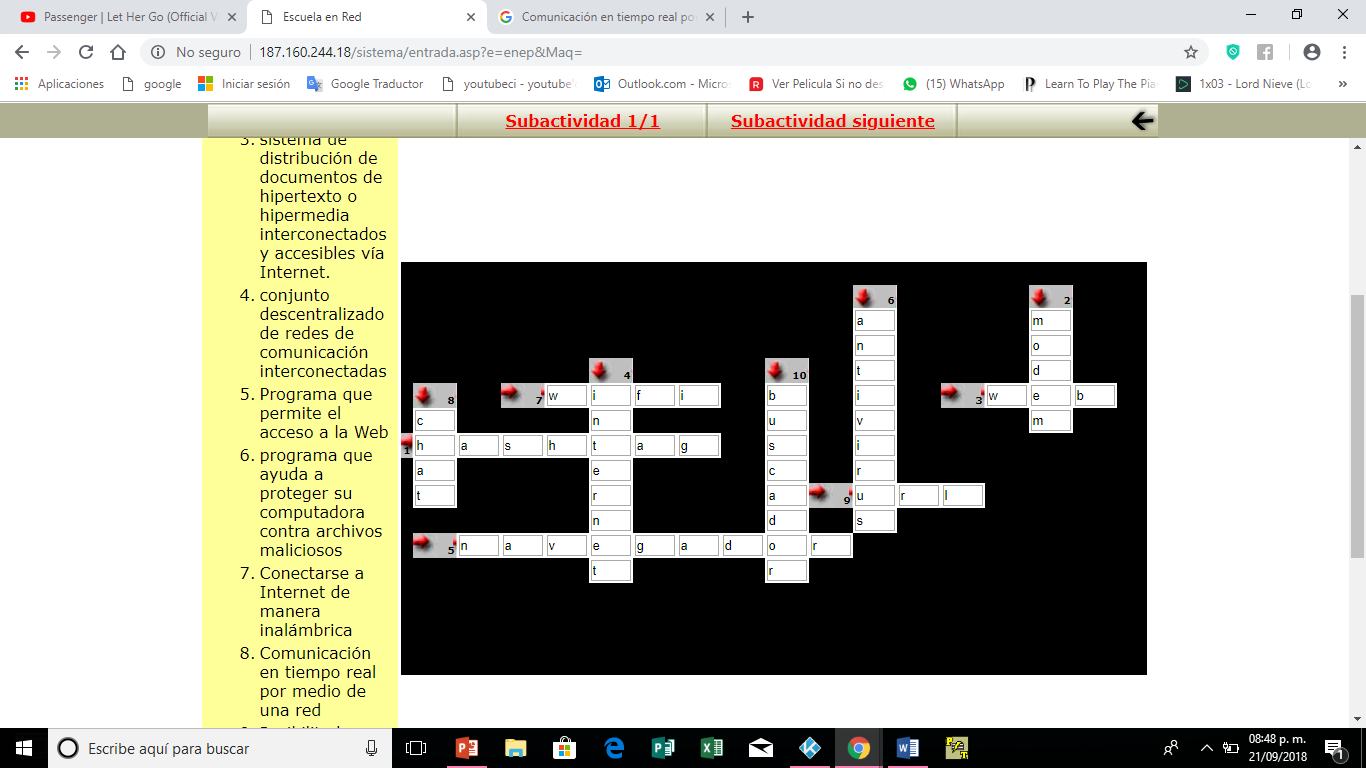 Passenger | Let Her Go (Official V
Escuela en Red
Comunicación en tiempo real po
No seguro
187.160.244.18/sistema/entrada.asp?e=enep&Maq=
Aplicaciones
google
Iniciar sesión
Google Traductor
youtubeci - youtube
Outlook.com - Micros
Ver Pelicula Si no des
(15) WhatsApp
Learn To Play The Pia
1x03 - Lord Nieve (Lo
Subactividad 1/1
Subactividad siguiente
3. sistema de
distribución de
documentos de
hipertexto o
hipermedia
interconectados
y accesibles vía
Internet.
4. conjunto
descentralizado
de redes de
comunicación
interconectadas
5. Programa que
permite el
acceso a la Web
6. programa que
ayuda a
proteger su
computadora
contra archivos
maliciosos
7. Conectarse a
Internet de
manera
inalámbrica
8. Comunicación
en tiempo real
por medio de
una red
6 2
a m
n o
4 10 t d
8 7 w i f i b i 3 w e b
c n u v m
1 h a s h t a g s i
a e c r
t r a 9 u r l
n d s
5 n a v e g a d o r
t r
Escribe aquí para buscar
08:48 p. m.
21/09/2018
1